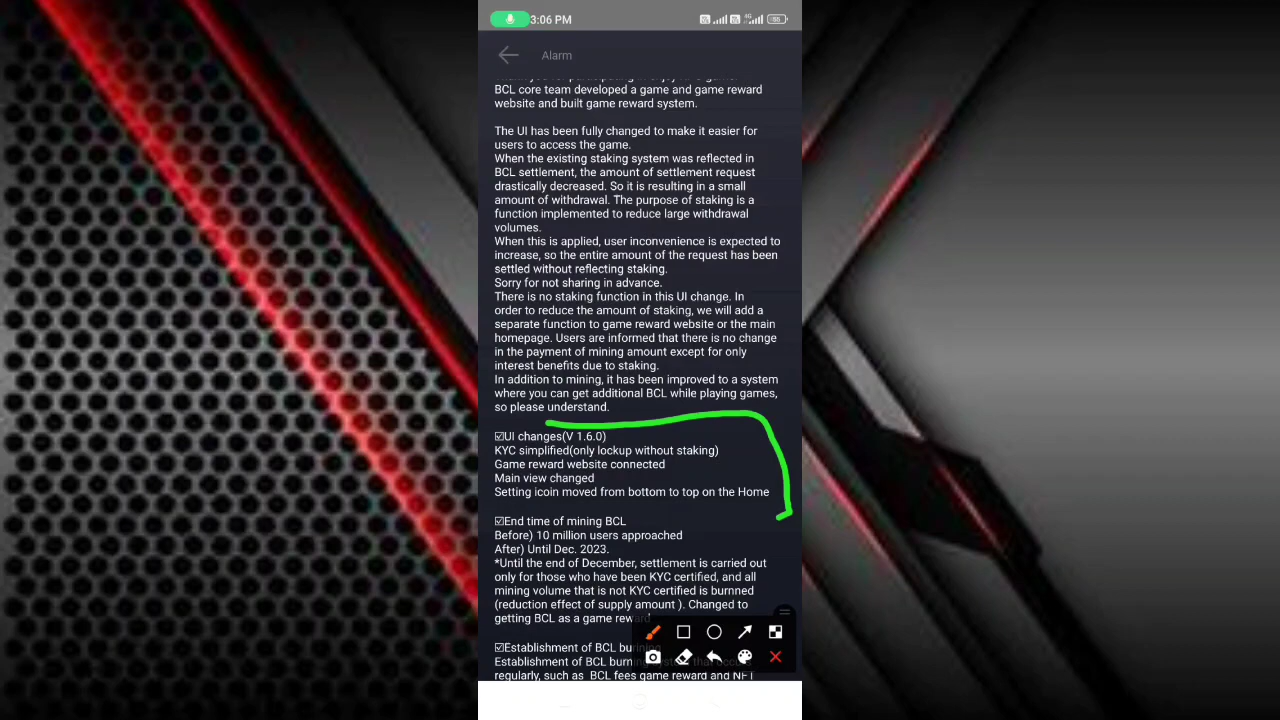 3:06 PM
4G
55
Alarm
BCL core team developed a game and game reward
website and built game reward system.
The UI has been fully changed to make it easier for
users to access the game.
When the existing staking system was reflected in
BCL settlement, the amount of settlement request
drastically decreased. So it is resulting in a small
amount of withdrawal. The purpose of staking is a
function implemented to reduce large withdrawal
volumes.
When this is applied, user inconvenience is expected to
increase, so the entire amount of the request has been
settled without reflecting staking.
Sorry for not sharing in advance.
There is no staking function in this UI change. In
order to reduce the amount of staking, we will add a
separate function to game reward website or the main
homepage. Users are informed that there is no change
in the payment of mining amount except for only
interest benefits due to staking.
In addition to mining, it has been improved to a system
where you can get additional BCL while playing games,
so please understand.
☑UI changes(V 1.6.0)
KYC simplified(only lockup without staking)
Game reward website connected
Main view changed
Setting icoin moved from bottom to top on the Home
☑End time of mining BCL
Before) 10 million users approached
After) Until Dec. 2023.
*Until the end of December, settlement is carried out
only for those who have been KYC certified, and all
mining volume that is not KYC certified is burnned
(reduction effect of supply amount ). Changed to
getting BCL as a game reward
☑Establishment of BCL burining
Establishment of BCL burning system that occur
regularly, such as BCL fees game reward and NFT